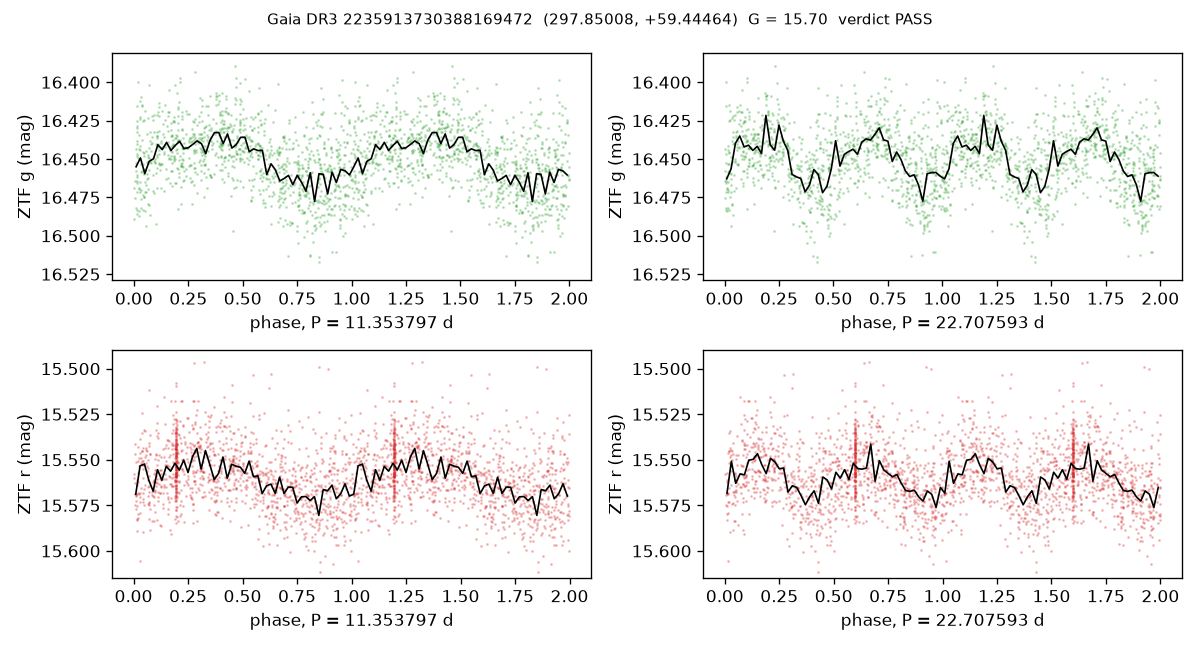 Gaia DR3 2235913730388169472  (297.85008, +59.44464)  G = 15.70  verdict PASS
ZTF g (mag)
16.400
16.425
16.450
16.475
16.500
16.525
0.00 0.25 0.50 0.75 1.00 1.25 1.50 1.75 2.00
phase, P = 11.353797 d
ZTF g (mag)
16.400
16.425
16.450
16.475
16.500
16.525
0.00 0.25 0.50 0.75 1.00 1.25 1.50 1.75 2.00
phase, P = 22.707593 d
ZTF r (mag)
15.500
15.525
15.550
15.575
15.600
0.00 0.25 0.50 0.75 1.00 1.25 1.50 1.75 2.00
phase, P = 11.353797 d
ZTF r (mag)
15.500
15.525
15.550
15.575
15.600
0.00 0.25 0.50 0.75 1.00 1.25 1.50 1.75 2.00
phase, P = 22.707593 d